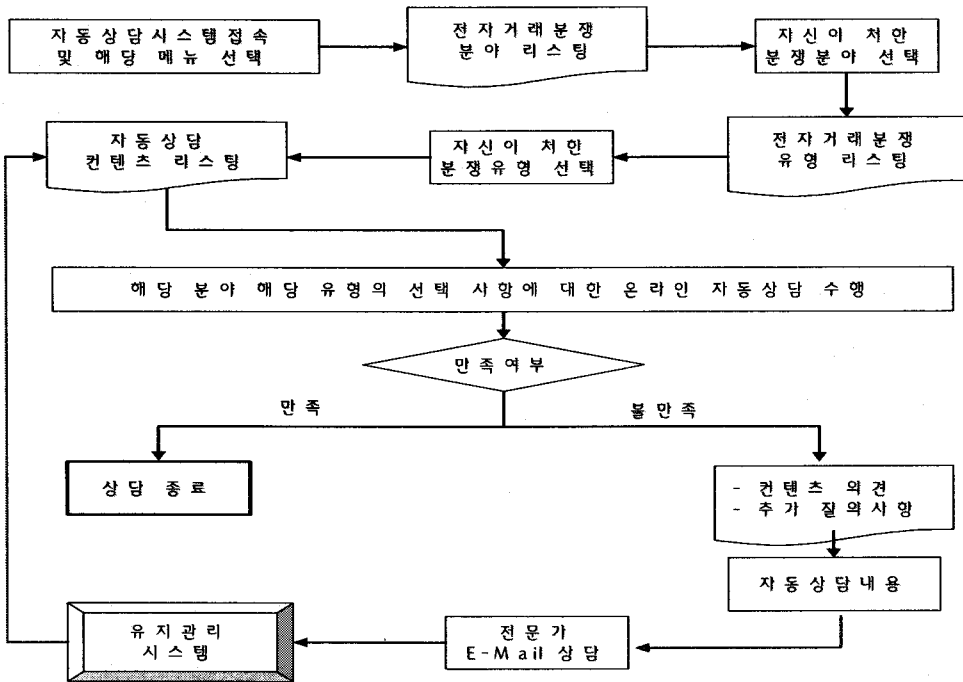 자동상담시스템접속
및 해당 메뉴 선택
전자거래분쟁
분야 리스팅
자신이 처한
분쟁분야 선택
자동상담
컨텐츠 리스팅
자신이 처한
분쟁유형 선택
전자거래분쟁
유형 리스팅
해당 분야 해당 유형의 선택 사항에 대한 온라인 자동상담 수행
만족여부
만족
불만족
상담 종료
- 컨텐츠 의견
- 추가 질의사항
자동상담내용
유지관리
시스템
전문가
E-Mail 상담